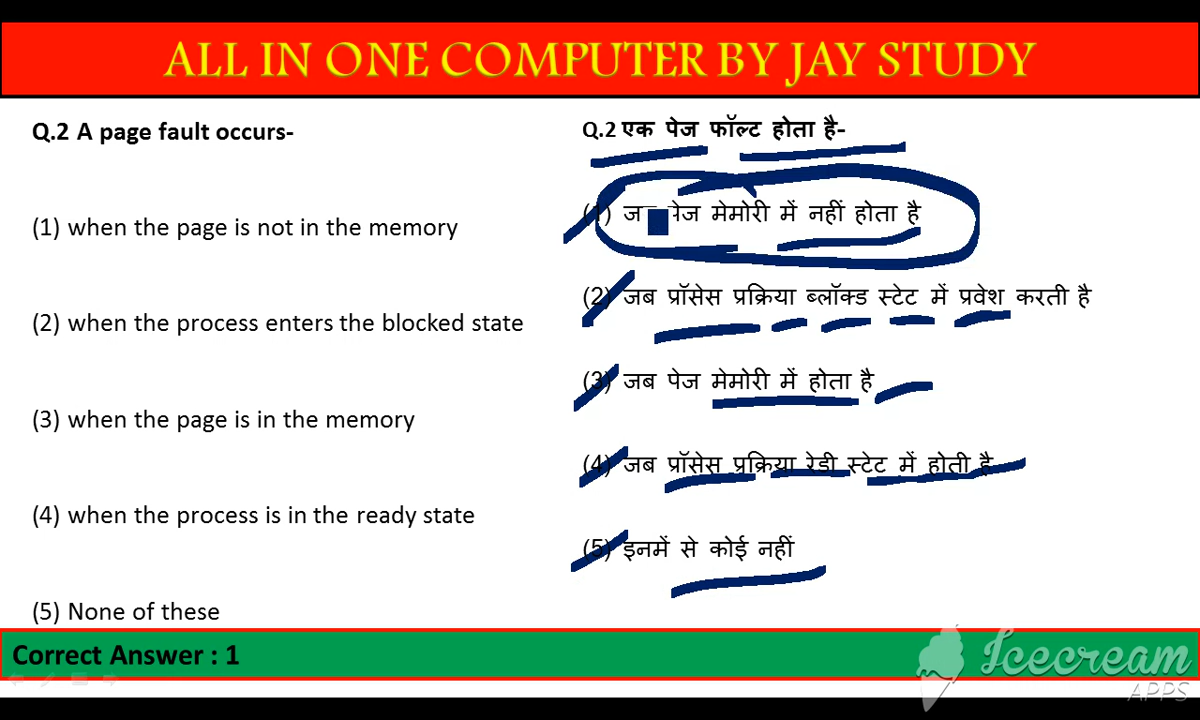 ALL IN ONE COMPUTER BY JAY STUDY
Q.2 A page fault occurs-
(1) when the page is not in the memory
(2) when the process enters the blocked state
(3) when the page is in the memory
(4) when the process is in the ready state
(5) None of these
Q.2 एक पेज फॉल्ट होता है-
(1) जब पेज मेमोरी में नहीं होता है
(2) जब प्रॉसेस प्रक्रिया ब्लॉक्ड स्टेट में प्रवेश करती है
(3) जब पेज मेमोरी में होता है
(4) जब प्रॉसेस प्रक्रिया रेडी स्टेट में होती है
(5) इनमें से कोई नहीं
Correct Answer : 1
Icecream
APPS